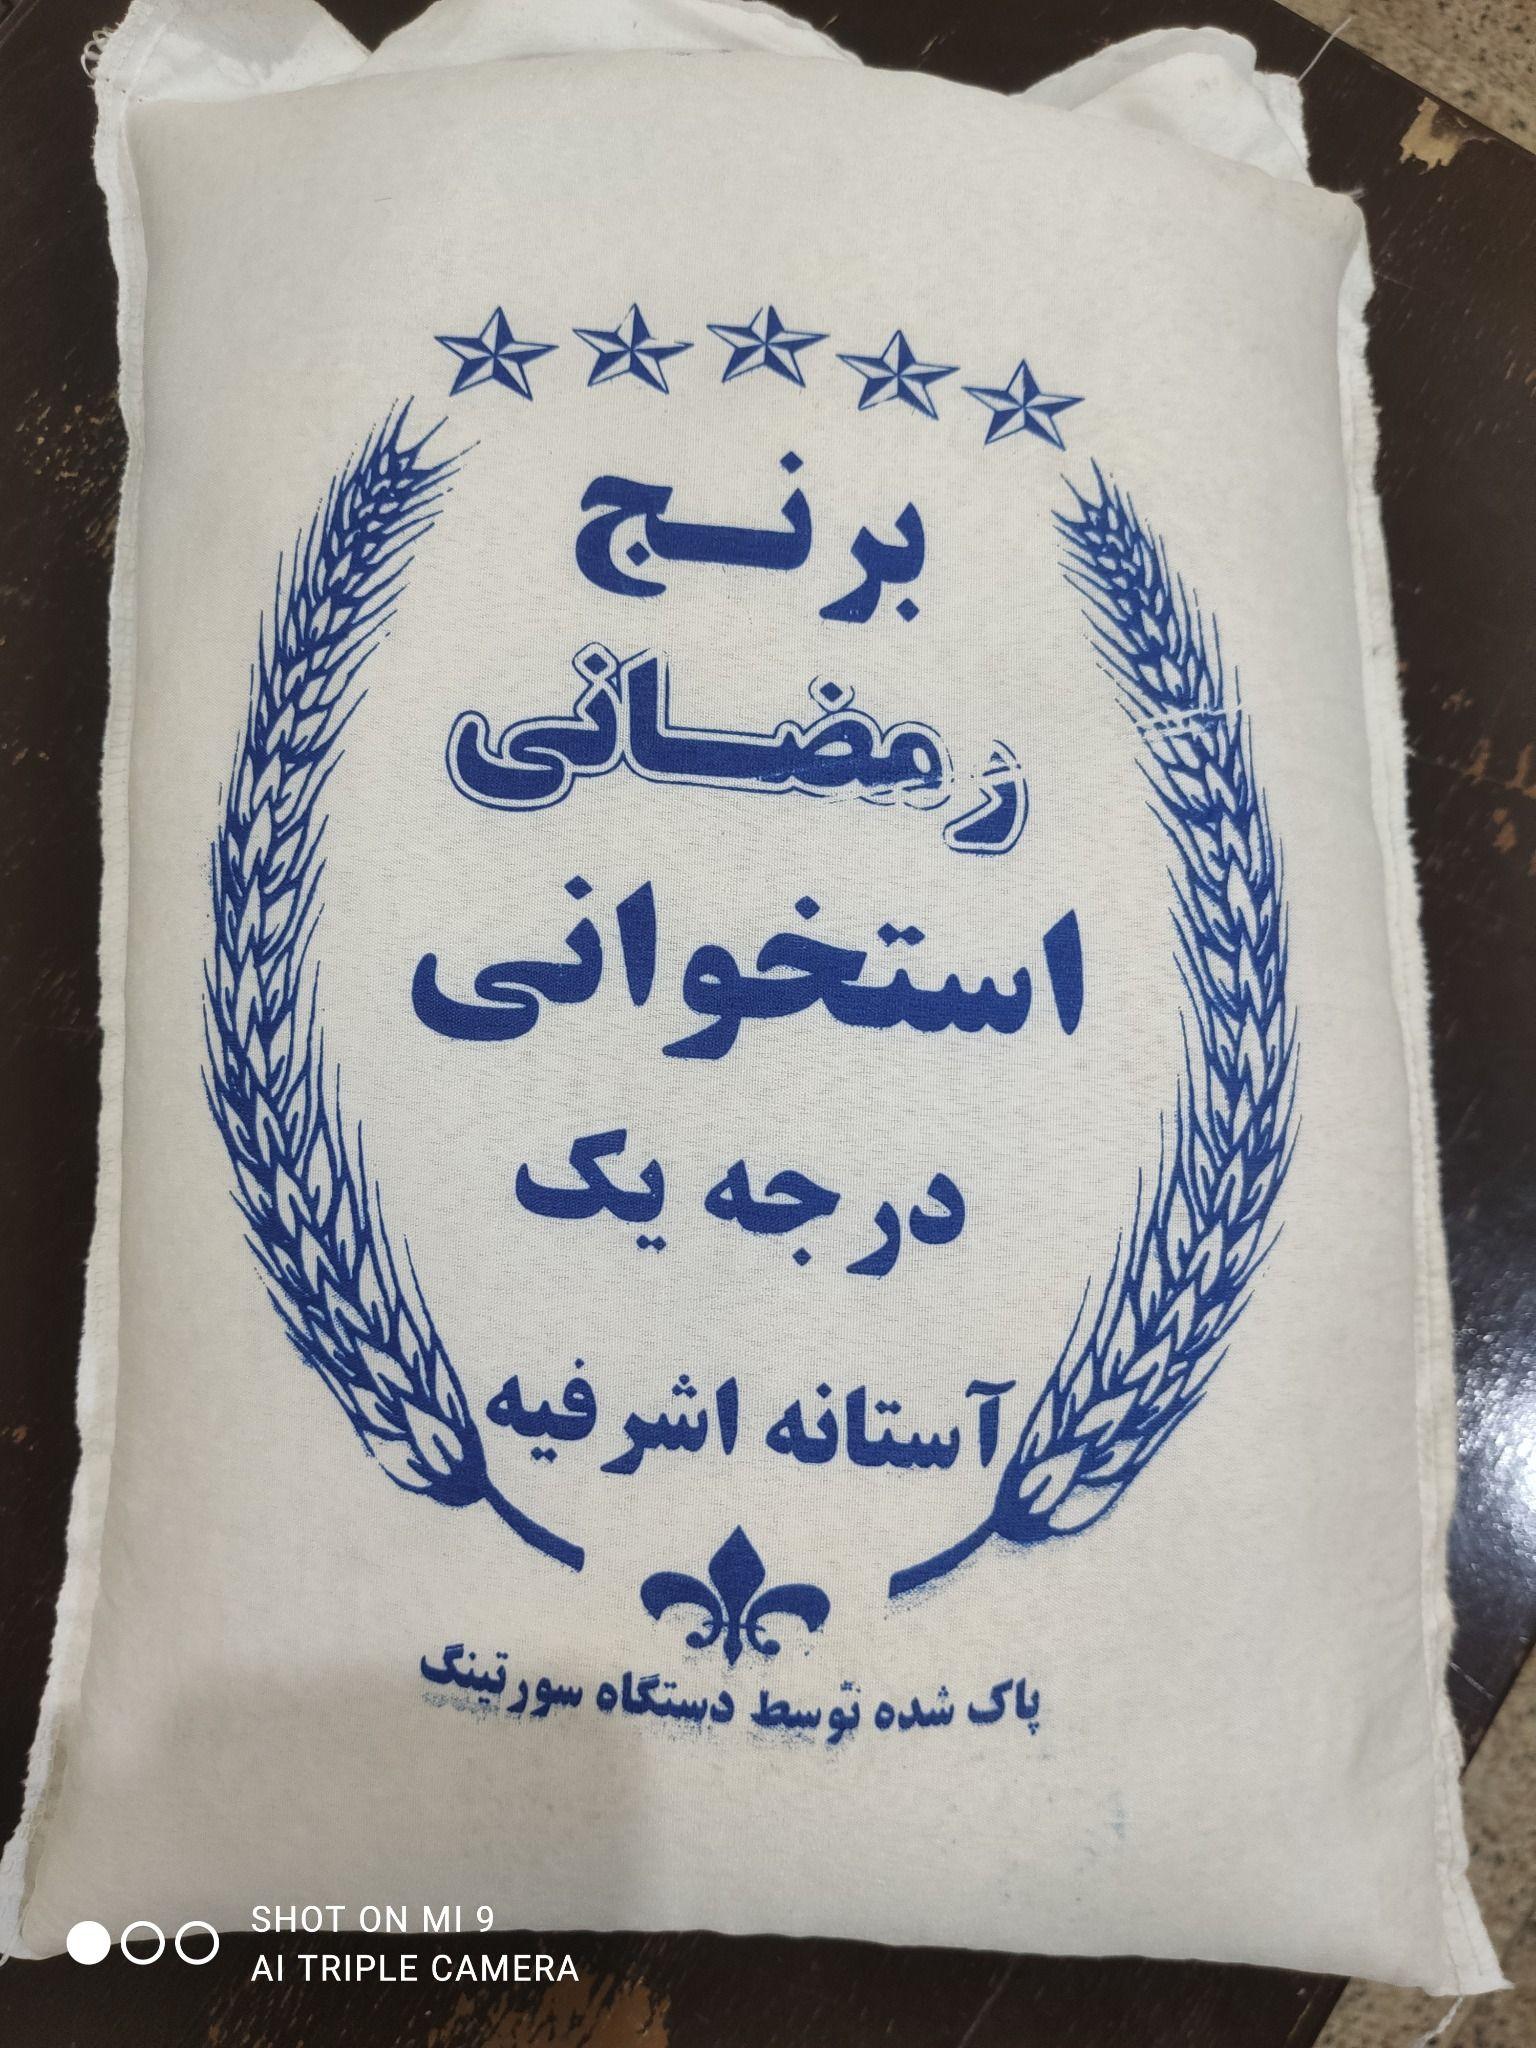 برنج
رمضانی
استخوانی
درجه یک
آستانه اشرفیه
پاک شده توسط دستگاه سورتینگ
SHOT ON MI 9
AI TRIPLE CAMERA